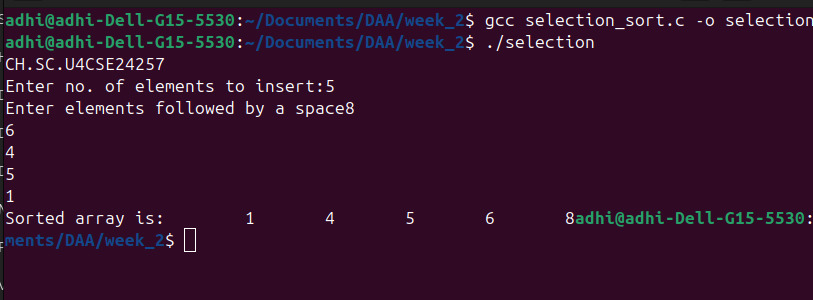 adhi@adhi-Dell-G15-5530:~/Documents/DAA/week_2$ gcc selection_sort.c -o selection
adhi@adhi-Dell-G15-5530:~/Documents/DAA/week_2$ ./selection
CH.SC.U4CSE24257
Enter no. of elements to insert:5
Enter elements followed by a space8
6
4
5
1
Sorted array is:        1       4       5       6       8adhi@adhi-Dell-G15-5530:
ments/DAA/week_2$